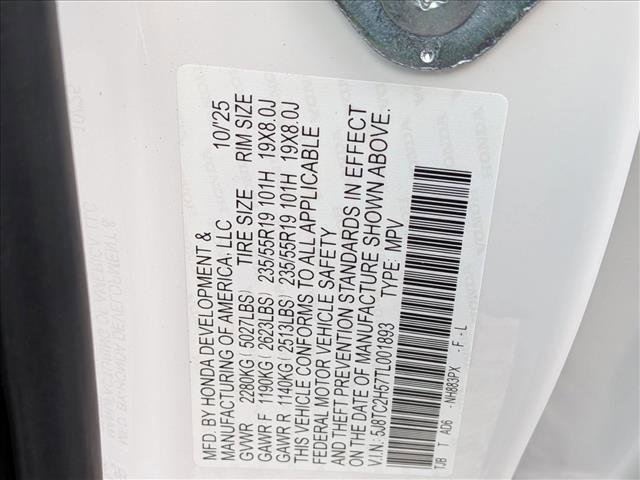 MFD. BY HONDA DEVELOPMENT &
MANUFACTURING OF AMERICA, LLC 10/'25
GVWR 2280KG (5027LBS) TIRE SIZE RIM SIZE
GAWR F 1190KG (2623LBS) 235/55R19 101H 19X8.0J
GAWR R 1140KG (2513LBS) 235/55R19 101H 19X8.0J
THIS VEHICLE CONFORMS TO ALL APPLICABLE
FEDERAL MOTOR VEHICLE SAFETY
AND THEFT PREVENTION STANDARDS IN EFFECT
ON THE DATE OF MANUFACTURE SHOWN ABOVE.
V.I.N.: 5J8TC2H57TL001893 TYPE: MPV
TJB T AD6 -NH883PX -F-L